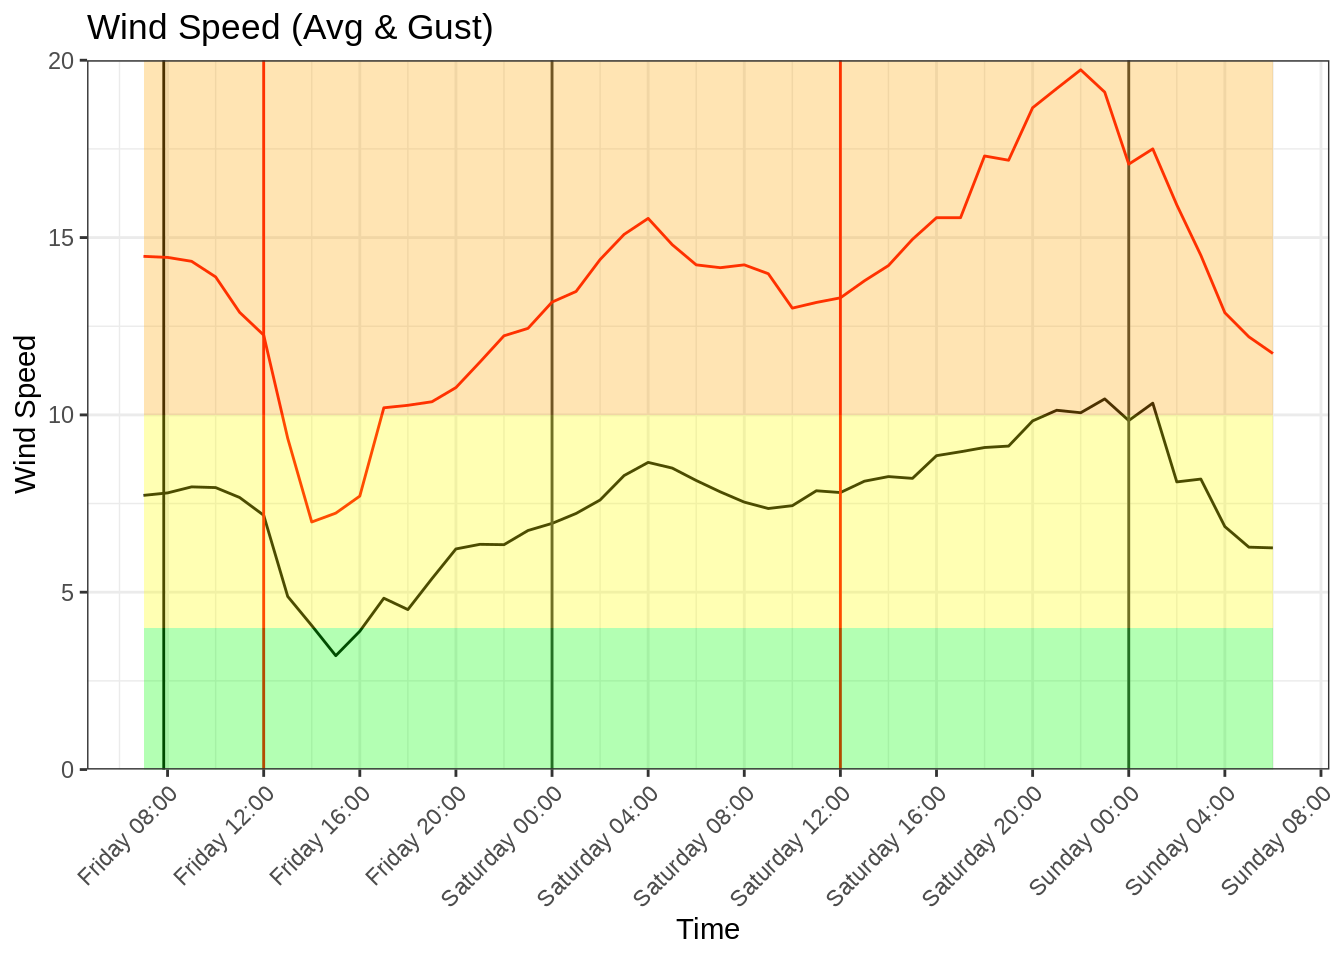 Wind Speed (Avg & Gust)
Wind Speed
20
15
10
5
0
Friday 08:00
Friday 12:00
Friday 16:00
Friday 20:00
Saturday 00:00
Saturday 04:00
Saturday 08:00
Saturday 12:00
Saturday 16:00
Saturday 20:00
Sunday 00:00
Sunday 04:00
Sunday 08:00
Time